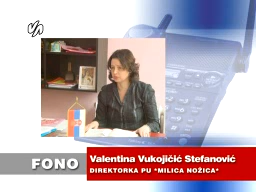 FONO
Valentina Vukojičić Stefanović
DIREKTORKA PU "MILICA NOŽICA"